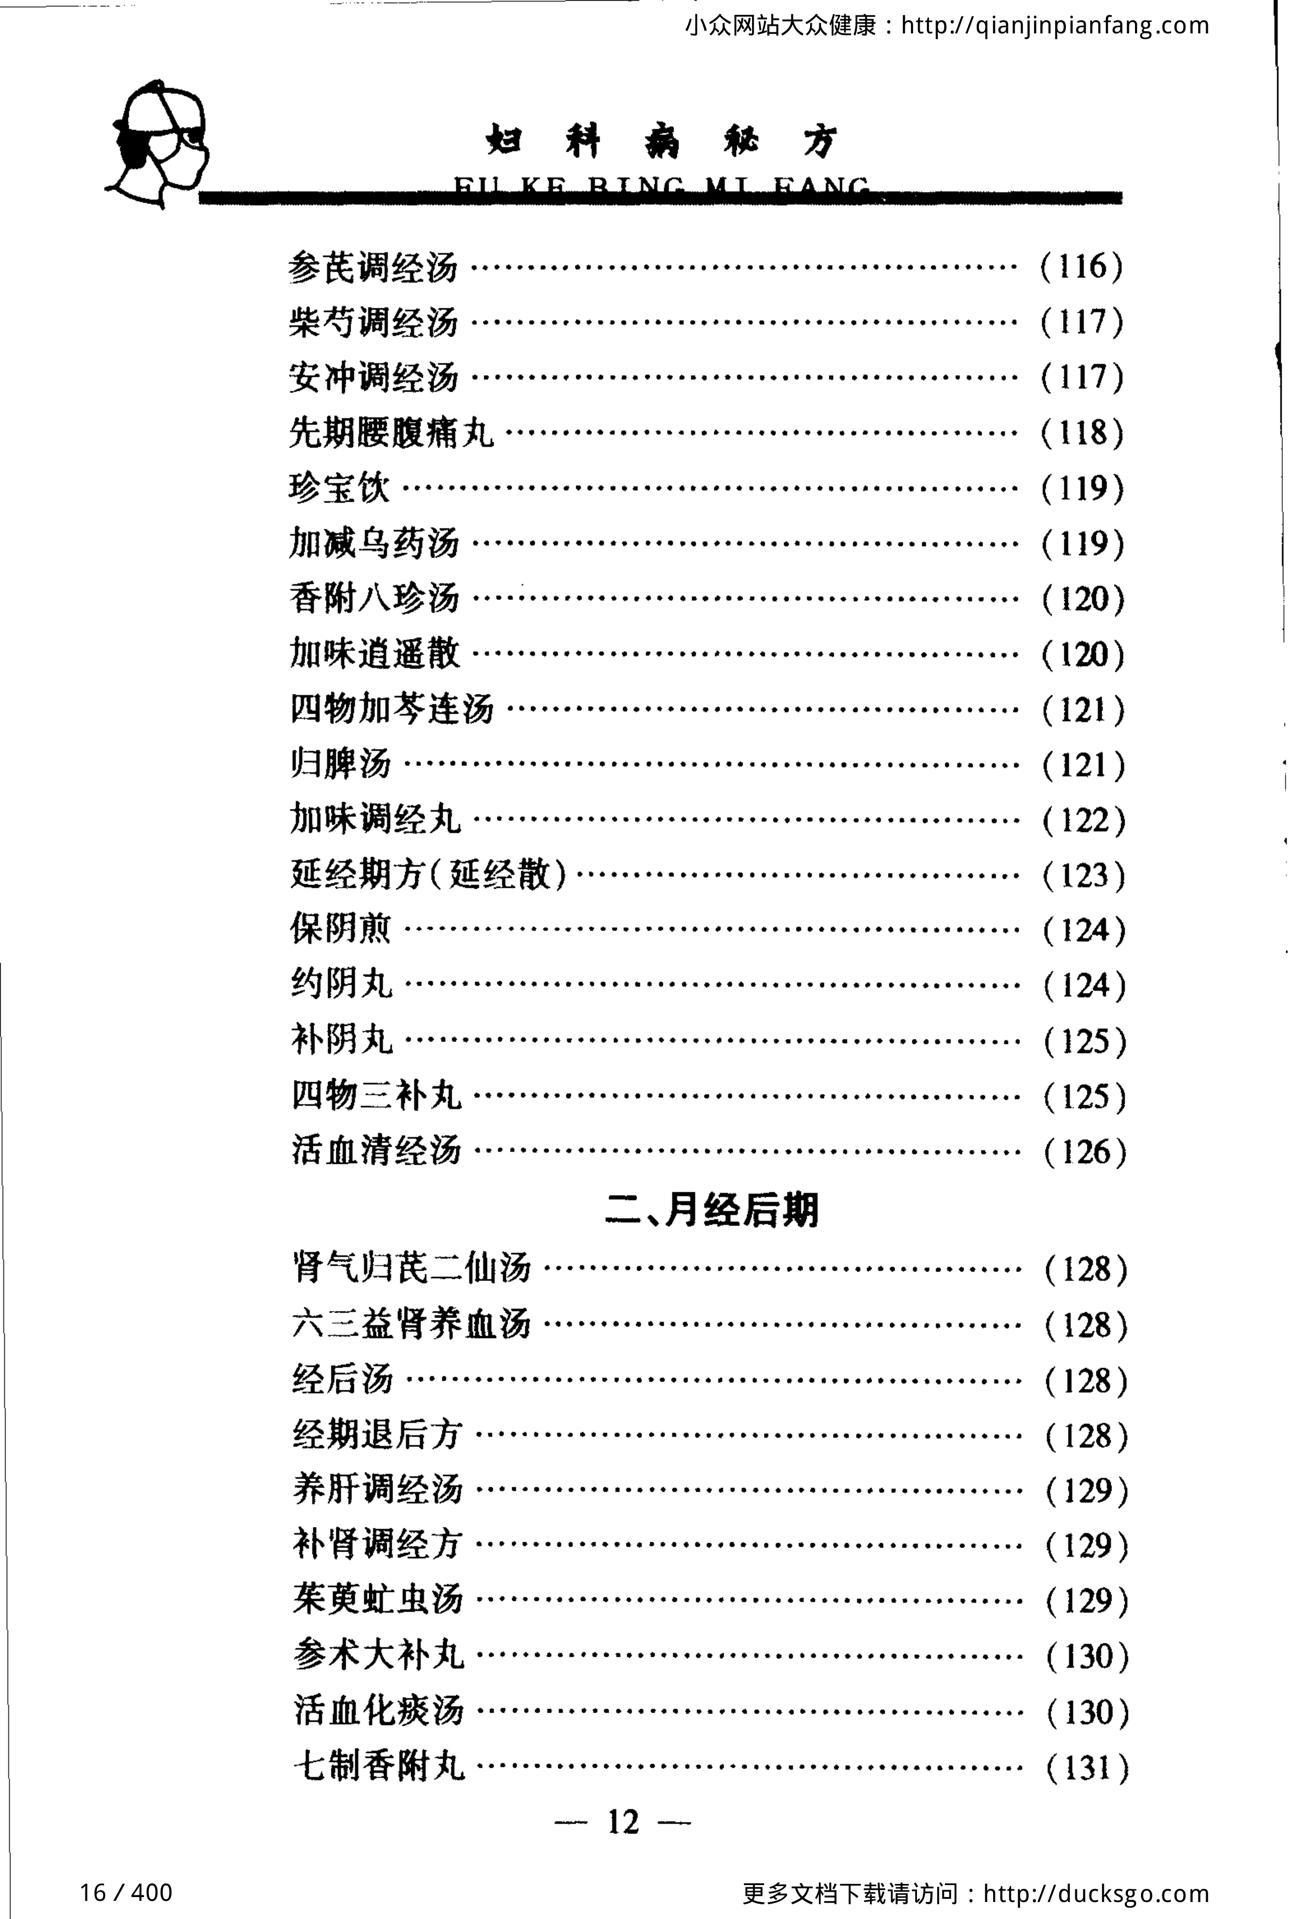 小众网站大众健康：http://qianjinpianfang.com
妇科病秘方
FU KE BING MI FANG
参芪调经汤 ………………………………………… (116)
柴芍调经汤 ………………………………………… (117)
安冲调经汤 ………………………………………… (117)
先期腰腹痛丸 ……………………………………… (118)
珍宝饮 ……………………………………………… (119)
加减乌药汤 ………………………………………… (119)
香附八珍汤 ………………………………………… (120)
加味逍遥散 ………………………………………… (120)
四物加芩连汤 ……………………………………… (121)
归脾汤 ……………………………………………… (121)
加味调经丸 ………………………………………… (122)
延经期方(延经散) ………………………………… (123)
保阴煎 ……………………………………………… (124)
约阴丸 ……………………………………………… (124)
补阴丸 ……………………………………………… (125)
四物三补丸 ………………………………………… (125)
活血清经汤 ………………………………………… (126)
二、月经后期
肾气归芪二仙汤 …………………………………… (128)
六三益肾养血汤 …………………………………… (128)
经后汤 ……………………………………………… (128)
经期退后方 ………………………………………… (128)
养肝调经汤 ………………………………………… (129)
补肾调经方 ………………………………………… (129)
茱萸虻虫汤 ………………………………………… (129)
参术大补丸 ………………………………………… (130)
活血化痰汤 ………………………………………… (130)
七制香附丸 ………………………………………… (131)
— 12 —
16 / 400
更多文档下载请访问：http://ducksgo.com